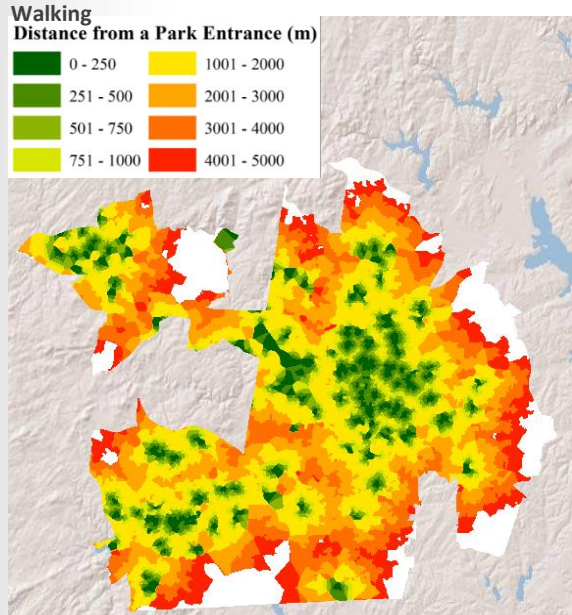 Walking
Distance from a Park Entrance (m)
0 - 250
251 - 500
501 - 750
751 - 1000
1001 - 2000
2001 - 3000
3001 - 4000
4001 - 5000